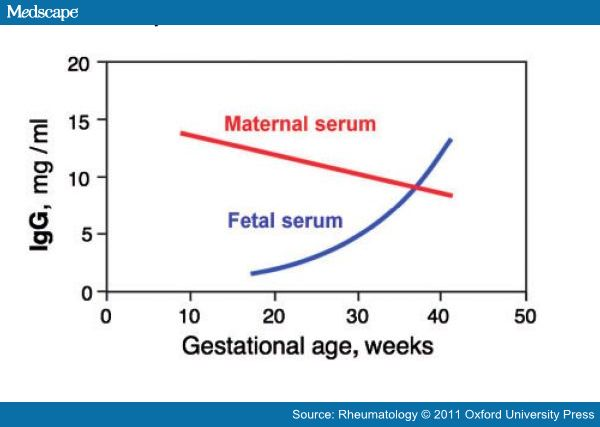 Medscape
20
15
10
5
0
IgG, mg/ml
Maternal serum
Fetal serum
0 10 20 30 40 50
Gestational age, weeks
Source: Rheumatology © 2011 Oxford University Press